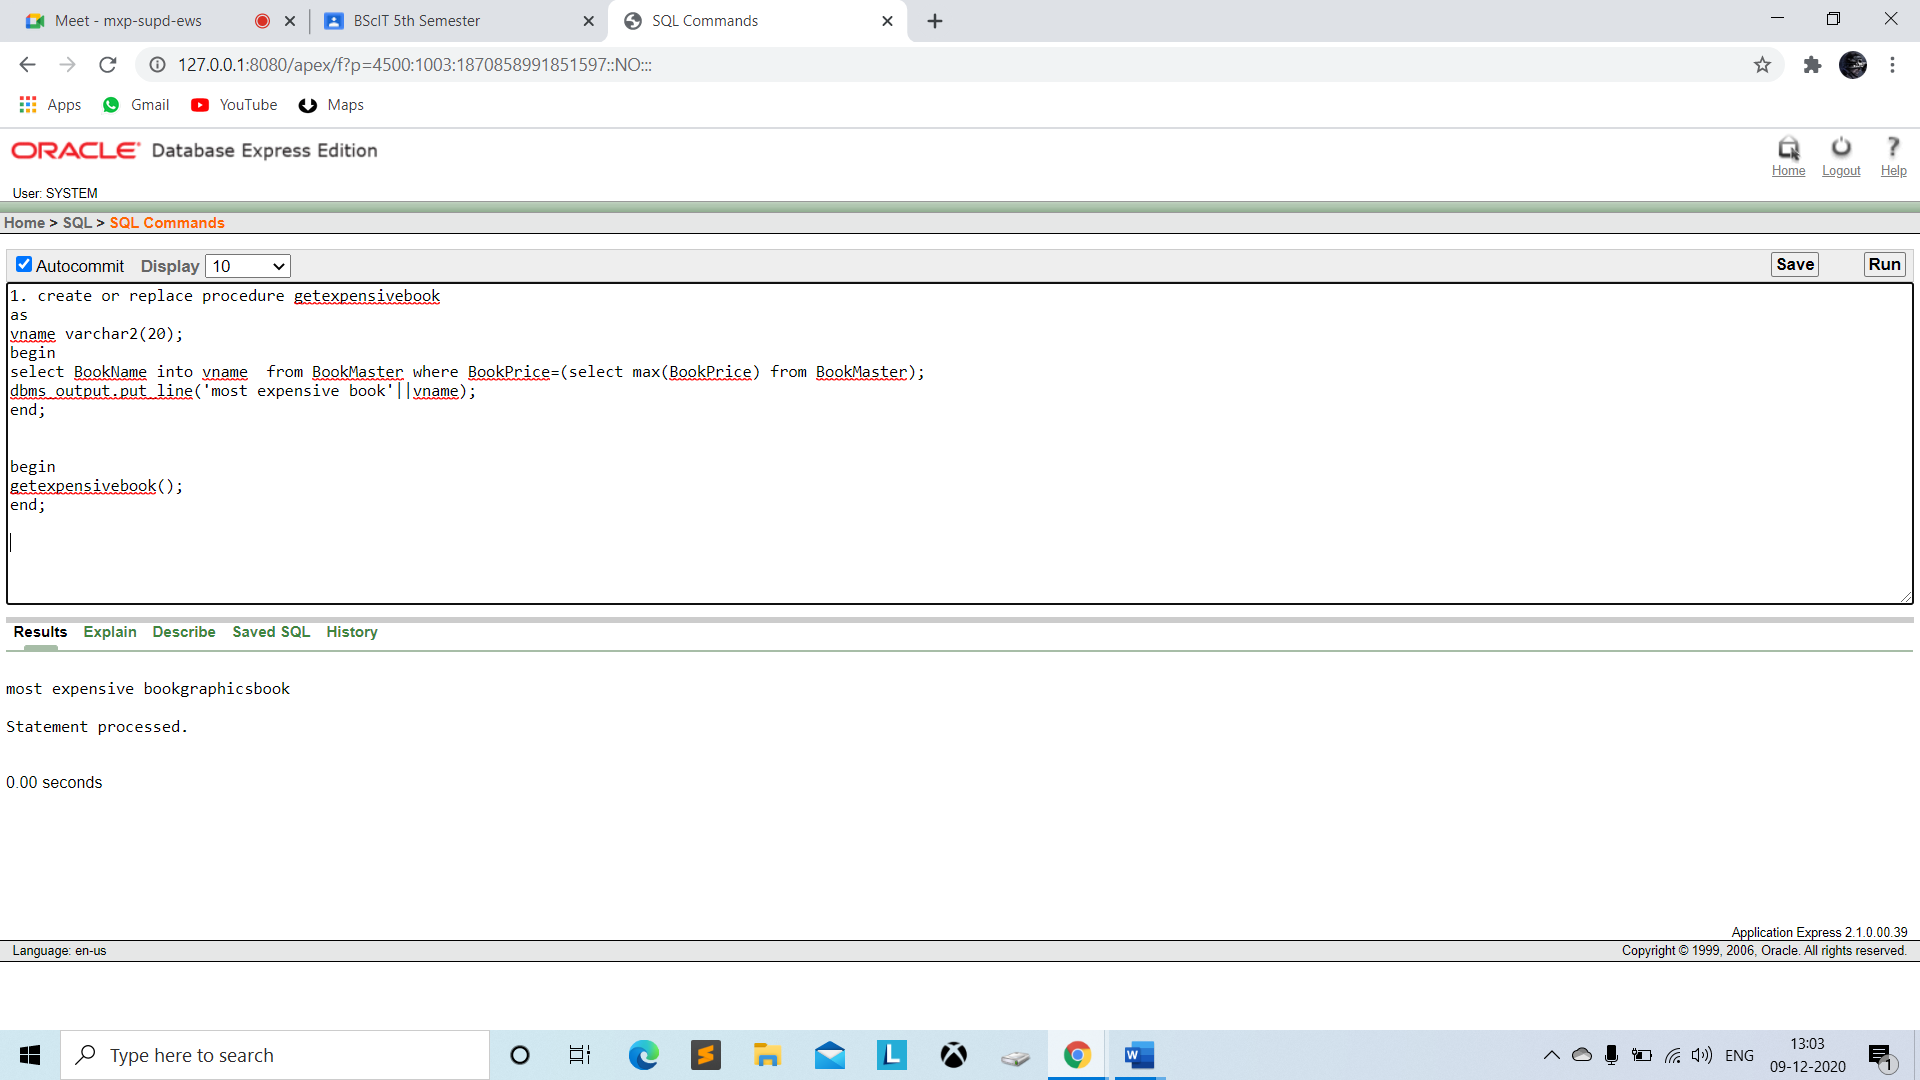 Meet - mxp-supd-ews
BScIT 5th Semester
SQL Commands
127.0.0.1:8080/apex/f?p=4500:1003:1870858991851597::NO:::
Apps
Gmail
YouTube
Maps
ORACLE Database Express Edition
Home
Logout
Help
User: SYSTEM
Home > SQL > SQL Commands
Autocommit
Display
10
Save
Run
1. create or replace procedure getexpensivebook
as
vname varchar2(20);
begin
select BookName into vname  from BookMaster where BookPrice=(select max(BookPrice) from BookMaster);
dbms_output.put_line('most expensive book'||vname);
end;
begin
getexpensivebook();
end;
Results
Explain
Describe
Saved SQL
History
most expensive bookgraphicsbook
Statement processed.
0.00 seconds
Application Express 2.1.0.00.39
Language: en-us
Copyright © 1999, 2006, Oracle. All rights reserved.
Type here to search
ENG
13:03
09-12-2020
1